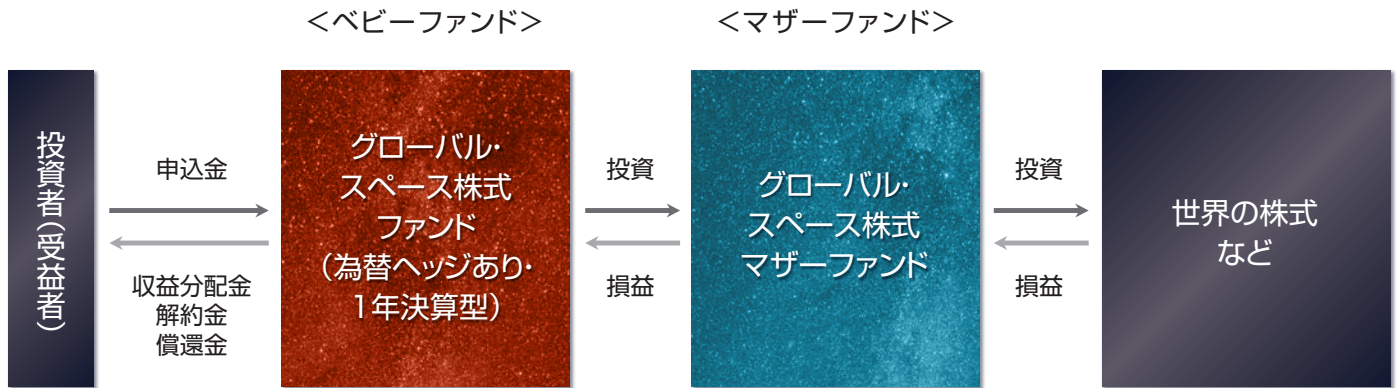 ＜ベビーファンド＞
＜マザーファンド＞
投資者（受益者）
申込金
収益分配金
解約金
償還金
グローバル・
スペース株式
ファンド
（為替ヘッジあり・
1年決算型）
投資
損益
グローバル・
スペース株式
マザーファンド
投資
損益
世界の株式
など